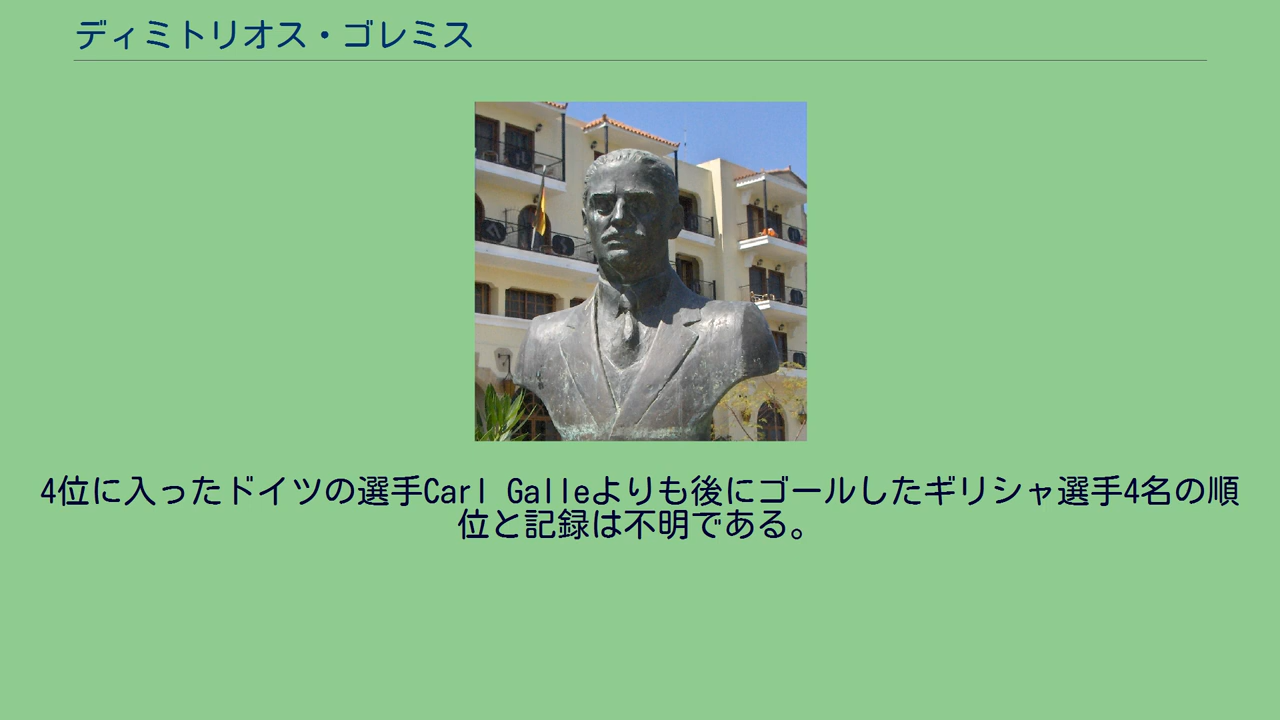 ディミトリオス・ゴレミス
4位に入ったドイツの選手Carl Galleよりも後にゴールしたギリシャ選手4名の順
位と記録は不明である。